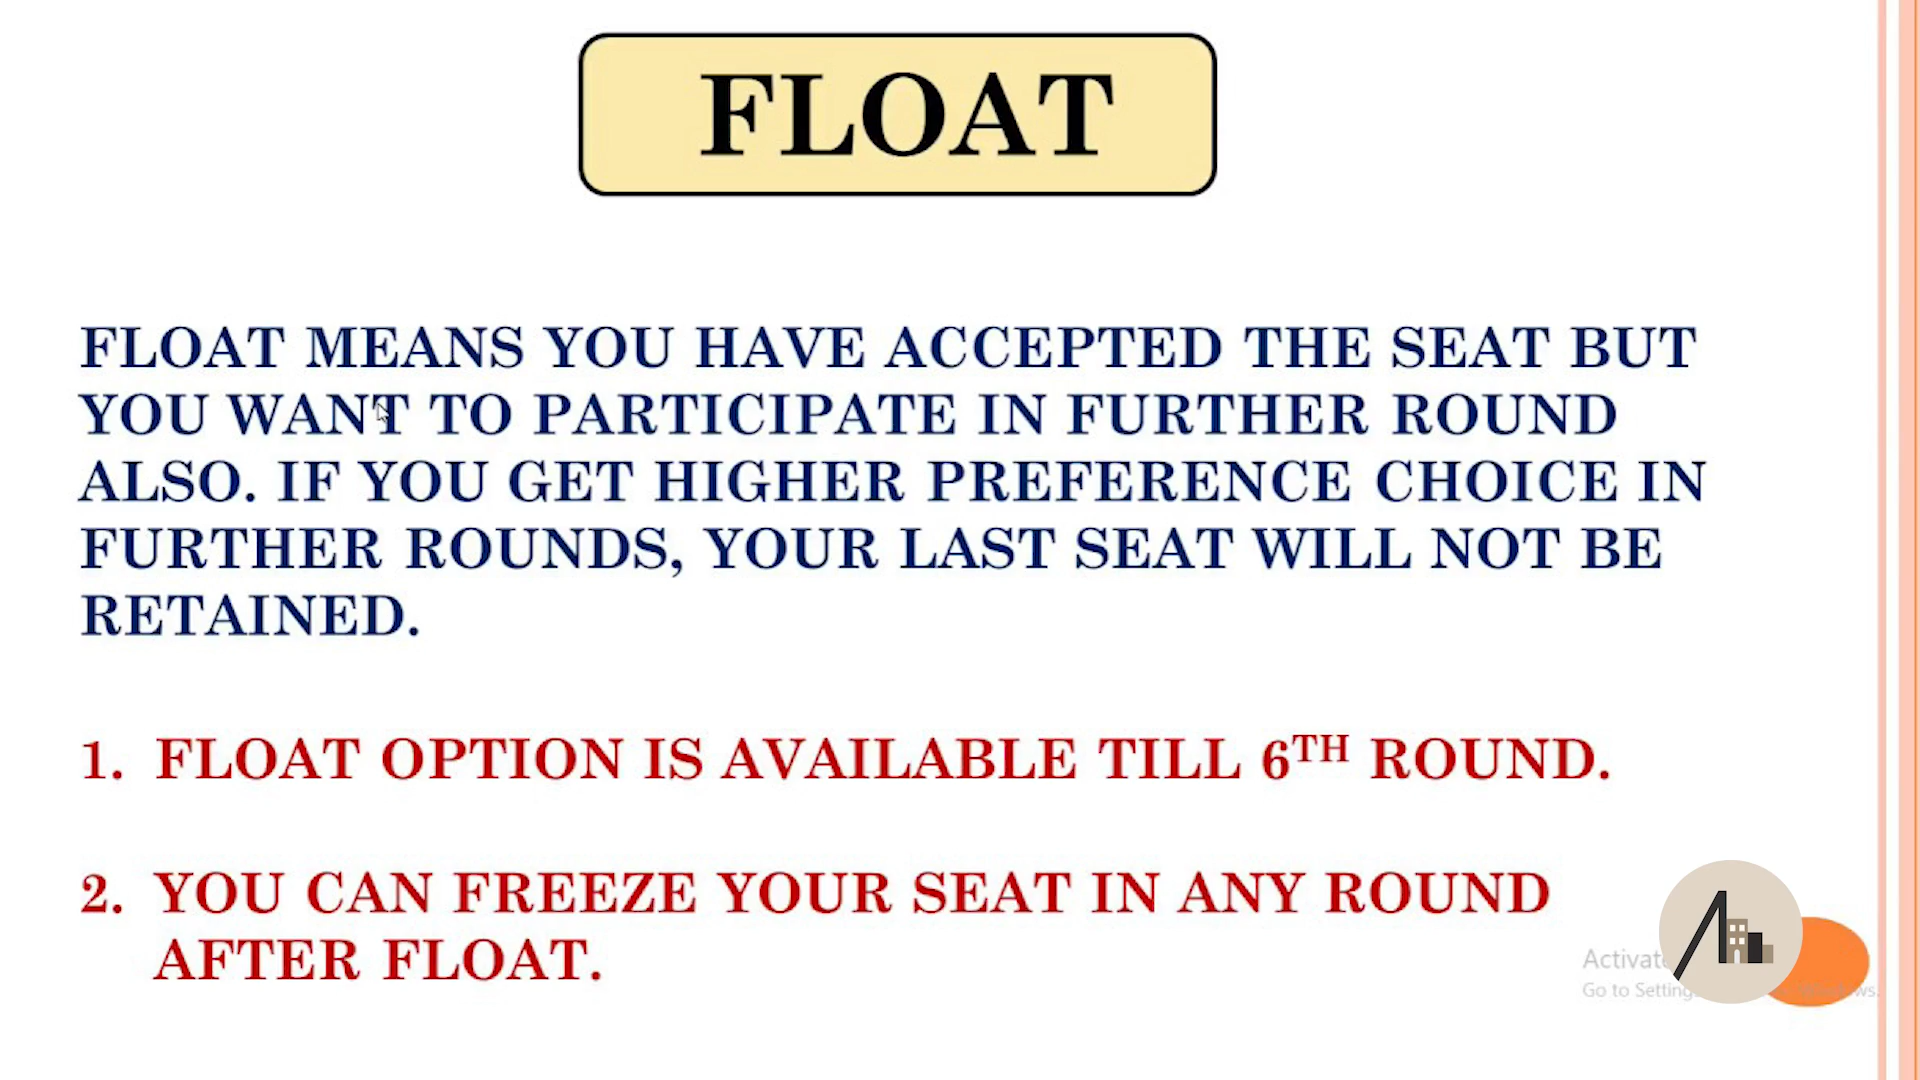 FLOAT
FLOAT MEANS YOU HAVE ACCEPTED THE SEAT BUT
YOU WANT TO PARTICIPATE IN FURTHER ROUND
ALSO. IF YOU GET HIGHER PREFERENCE CHOICE IN
FURTHER ROUNDS, YOUR LAST SEAT WILL NOT BE
RETAINED.
1. FLOAT OPTION IS AVAILABLE TILL 6TH ROUND.
2. YOU CAN FREEZE YOUR SEAT IN ANY ROUND
AFTER FLOAT.
Go to